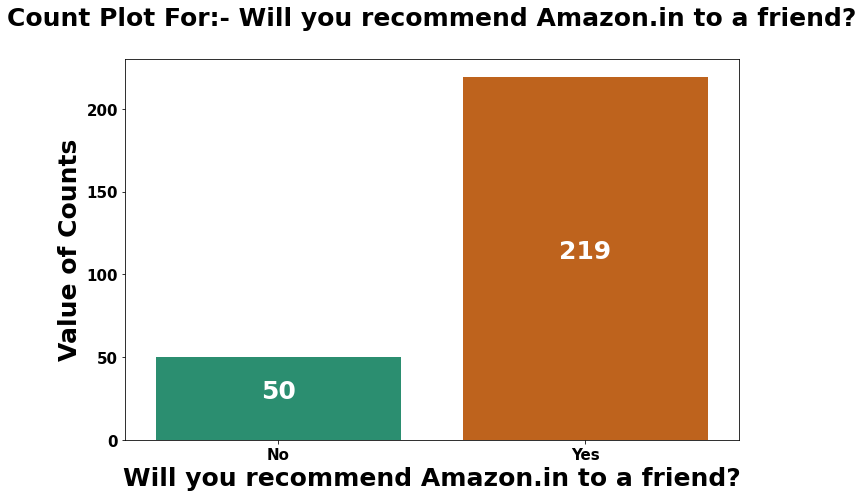 Count Plot For:- Will you recommend Amazon.in to a friend?
Value of Counts
200
150
100
50
0
50
219
No
Yes
Will you recommend Amazon.in to a friend?